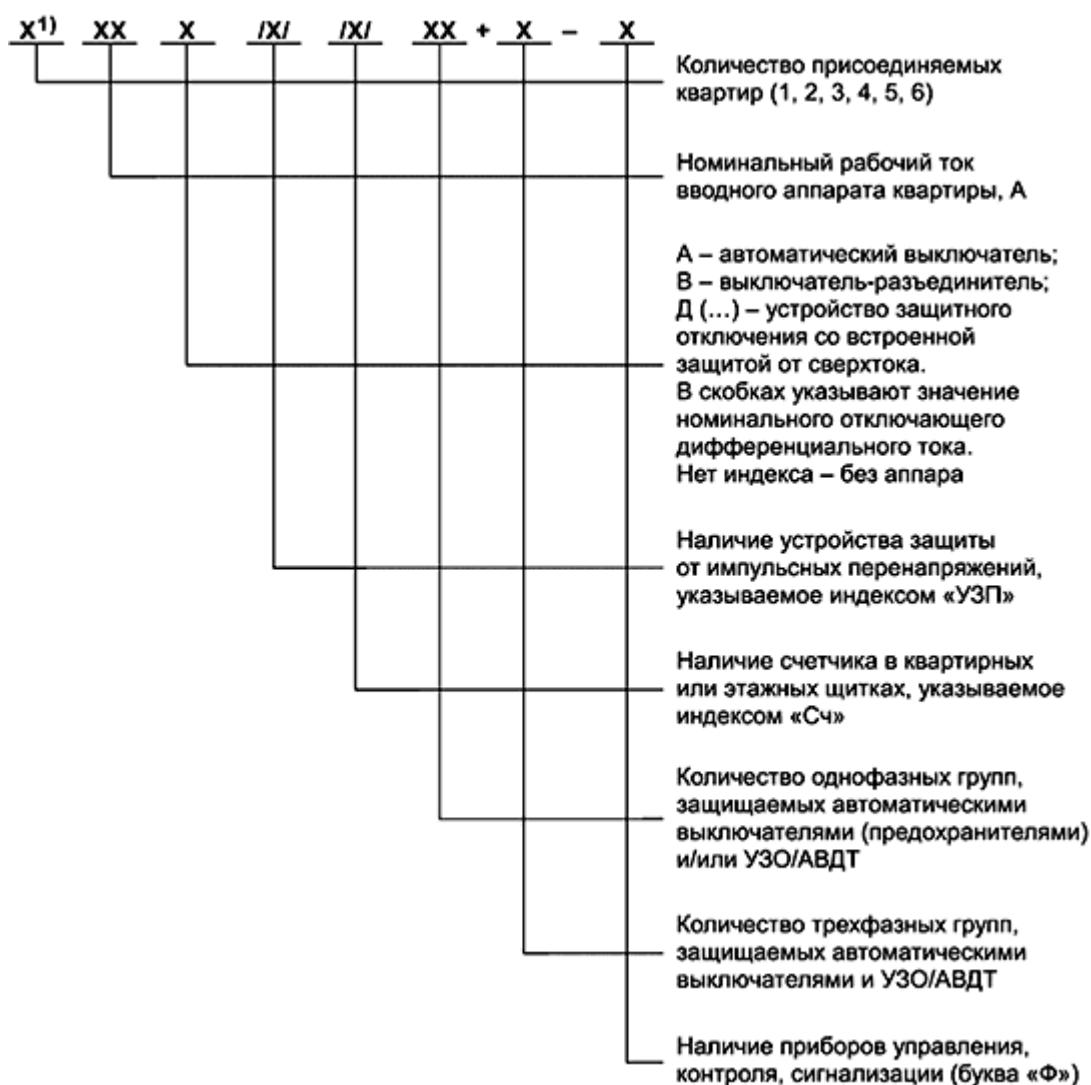 X1) XX X /X/ /X/ XX + X – X
Количество присоединяемых
квартир (1, 2, 3, 4, 5, 6)
Номинальный рабочий ток
вводного аппарата квартиры, А
А – автоматический выключатель;
В – выключатель-разъединитель;
Д (...) – устройство защитного
отключения со встроенной
защитой от сверхтока.
В скобках указывают значение
номинального отключающего
дифференциального тока.
Нет индекса – без аппара
Наличие устройства защиты
от импульсных перенапряжений,
указываемое индексом «УЗП»
Наличие счетчика в квартирных
или этажных щитках, указываемое
индексом «Сч»
Количество однофазных групп,
защищаемых автоматическими
выключателями (предохранителями)
и/или УЗО/АВДТ
Количество трехфазных групп,
защищаемых автоматическими
выключателями и УЗО/АВДТ
Наличие приборов управления,
контроля, сигнализации (буква «Ф»)